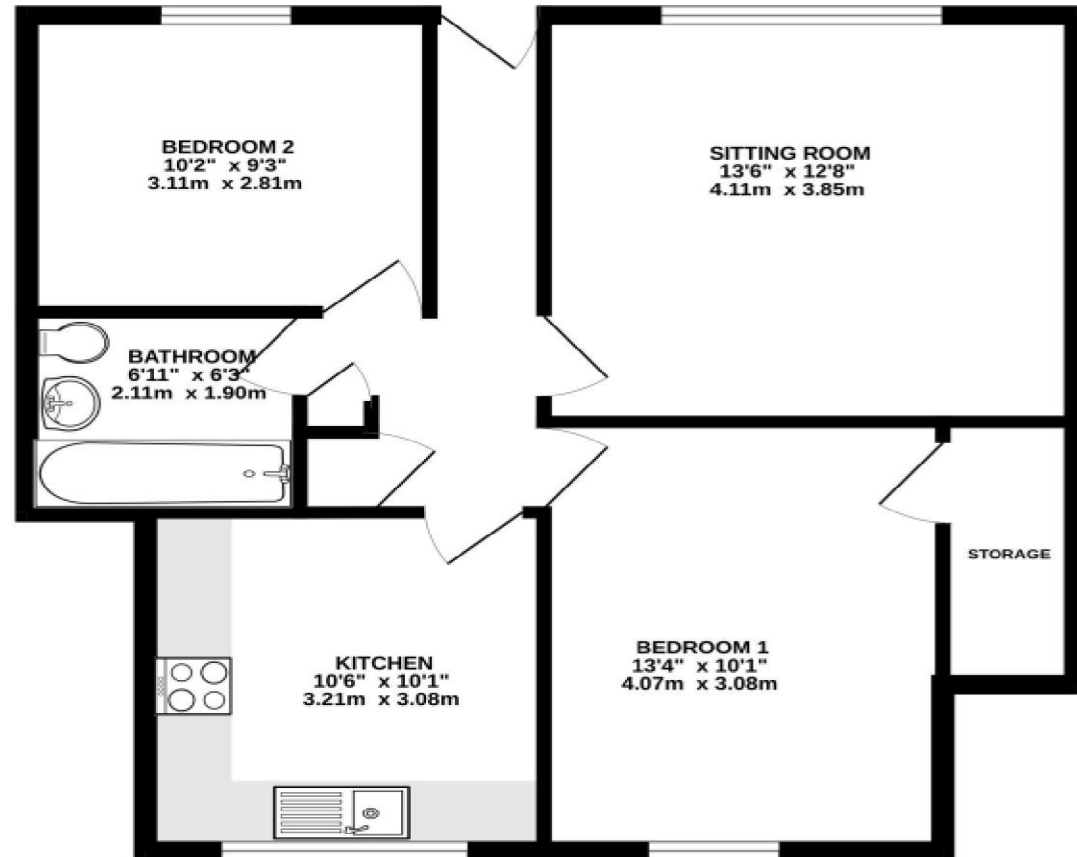 BEDROOM 2
10'2" x 9'3"
3.11m x 2.81m
SITTING ROOM
13'6" x 12'8"
4.11m x 3.85m
BATHROOM
6'11" x 6'3"
2.11m x 1.90m
STORAGE
KITCHEN
10'6" x 10'1"
3.21m x 3.08m
BEDROOM 1
13'4" x 10'1"
4.07m x 3.08m